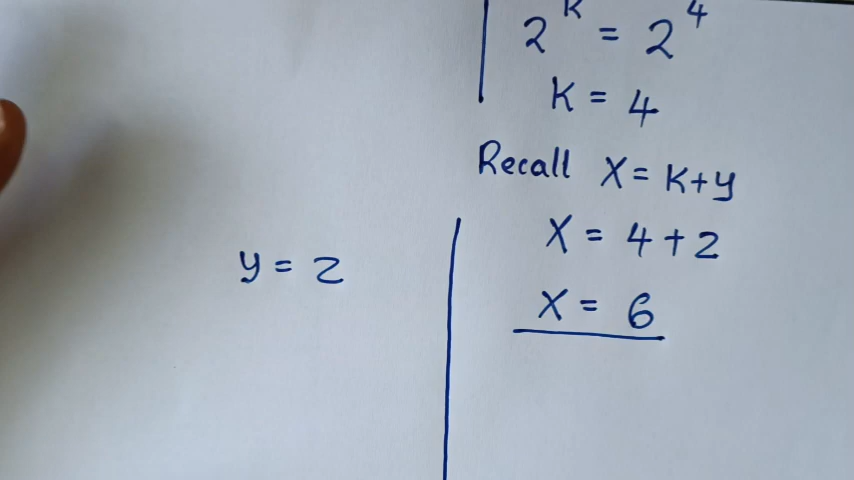 2^K = 2^4
K = 4
Recall X = K + y
X = 4 + 2
y = 2
X = 6